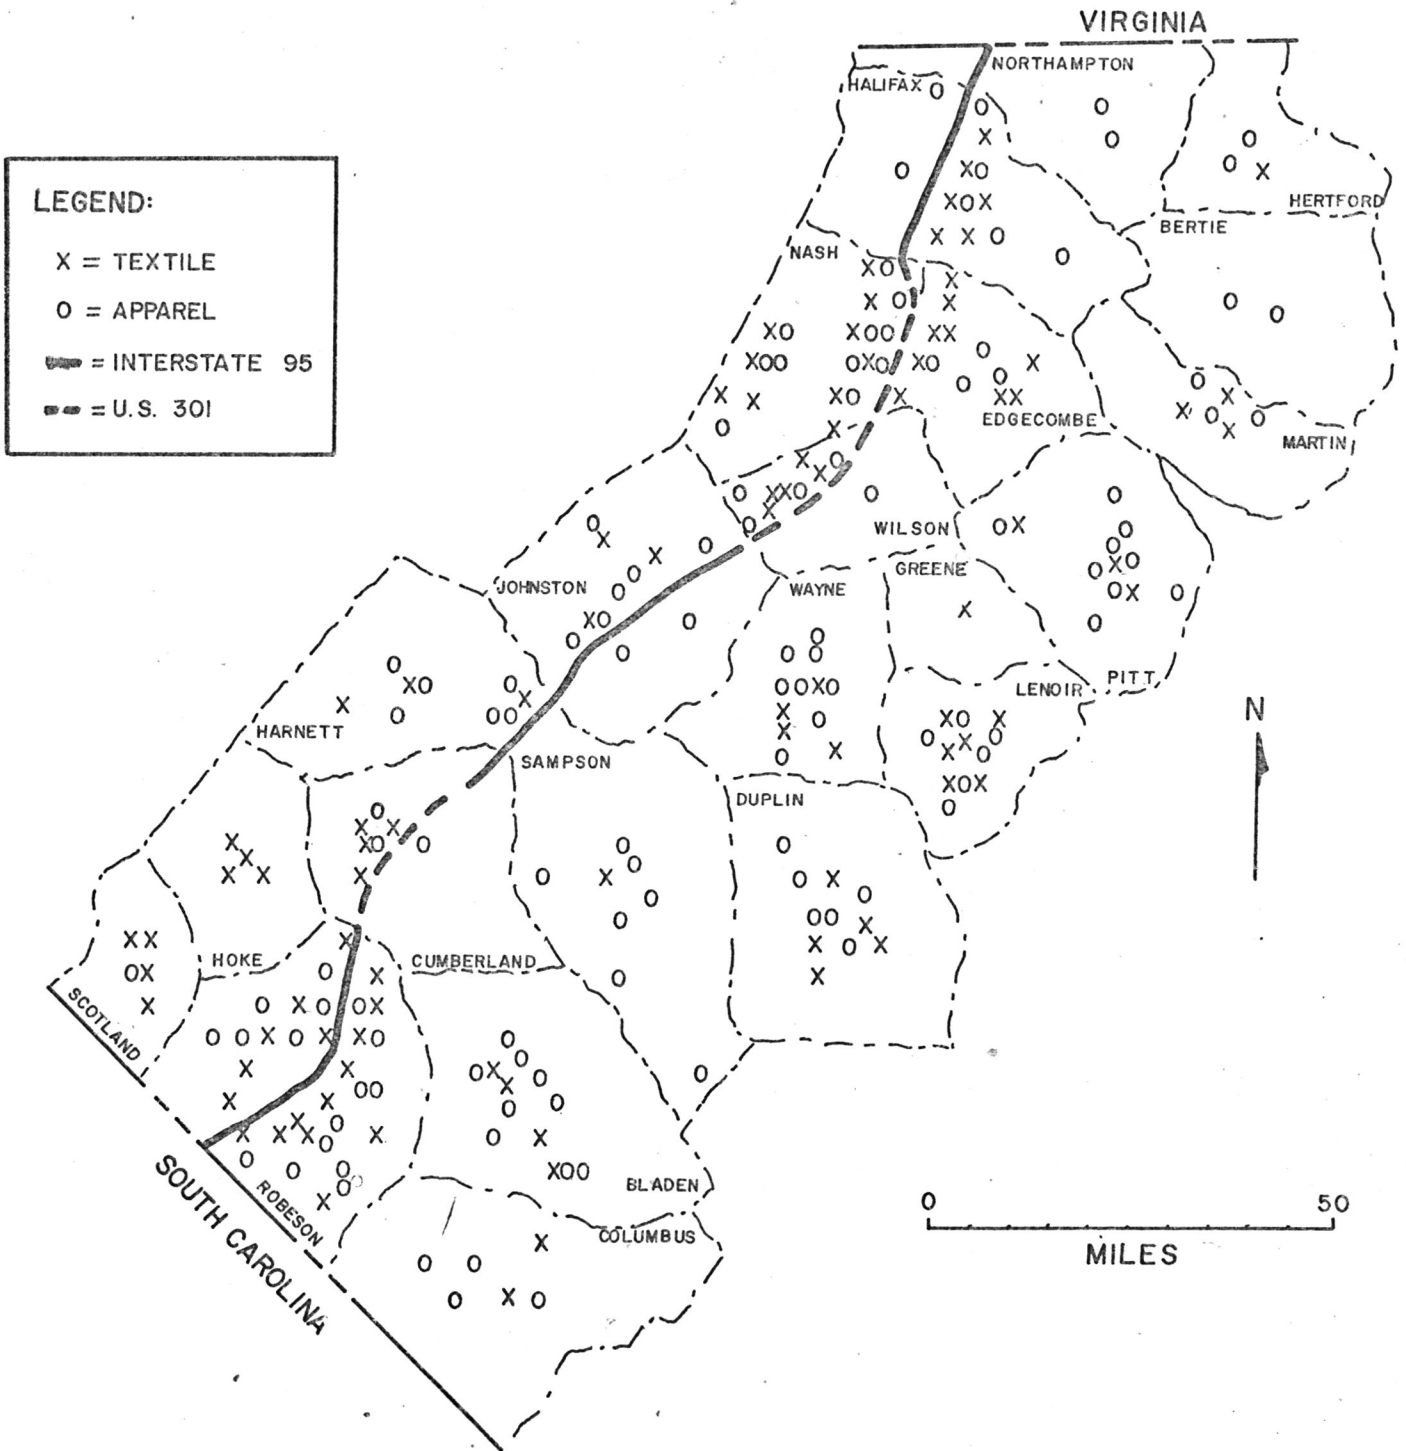 VIRGINIA
NORTHAMPTON
HALIFAX
HERTFORD
BERTIE
NASH
LEGEND:
X = TEXTILE
O = APPAREL
= INTERSTATE 95
= U.S. 301
EDGECOMBE
MARTIN
WILSON
GREENE
JOHNSTON
WAYNE
LENOIR
PITT
N
HARNETT
SAMPSON
DUPLIN
HOKE
CUMBERLAND
SCOTLAND
ROBESON
SOUTH CAROLINA
BLADEN
COLUMBUS
0 50
MILES